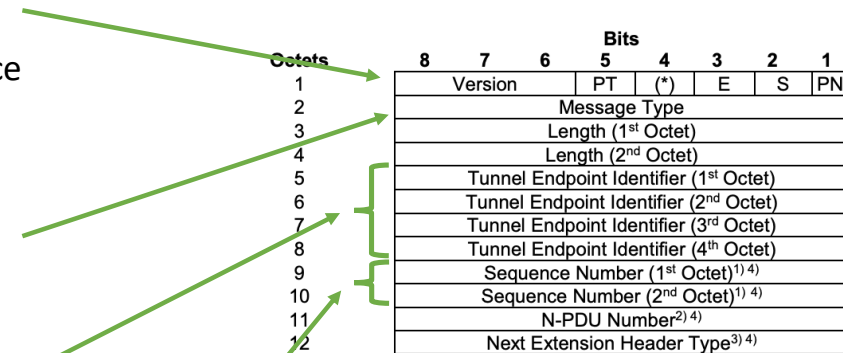 Bits
Octets 8 7 6 5 4 3 2 1
ce
1 Version PT (*) E S PN
2 Message Type
3 Length (1st Octet)
4 Length (2nd Octet)
5 Tunnel Endpoint Identifier (1st Octet)
6 Tunnel Endpoint Identifier (2nd Octet)
7 Tunnel Endpoint Identifier (3rd Octet)
8 Tunnel Endpoint Identifier (4th Octet)
9 Sequence Number (1st Octet)1) 4)
10 Sequence Number (2nd Octet)1) 4)
11 N-PDU Number2) 4)
12 Next Extension Header Type3) 4)